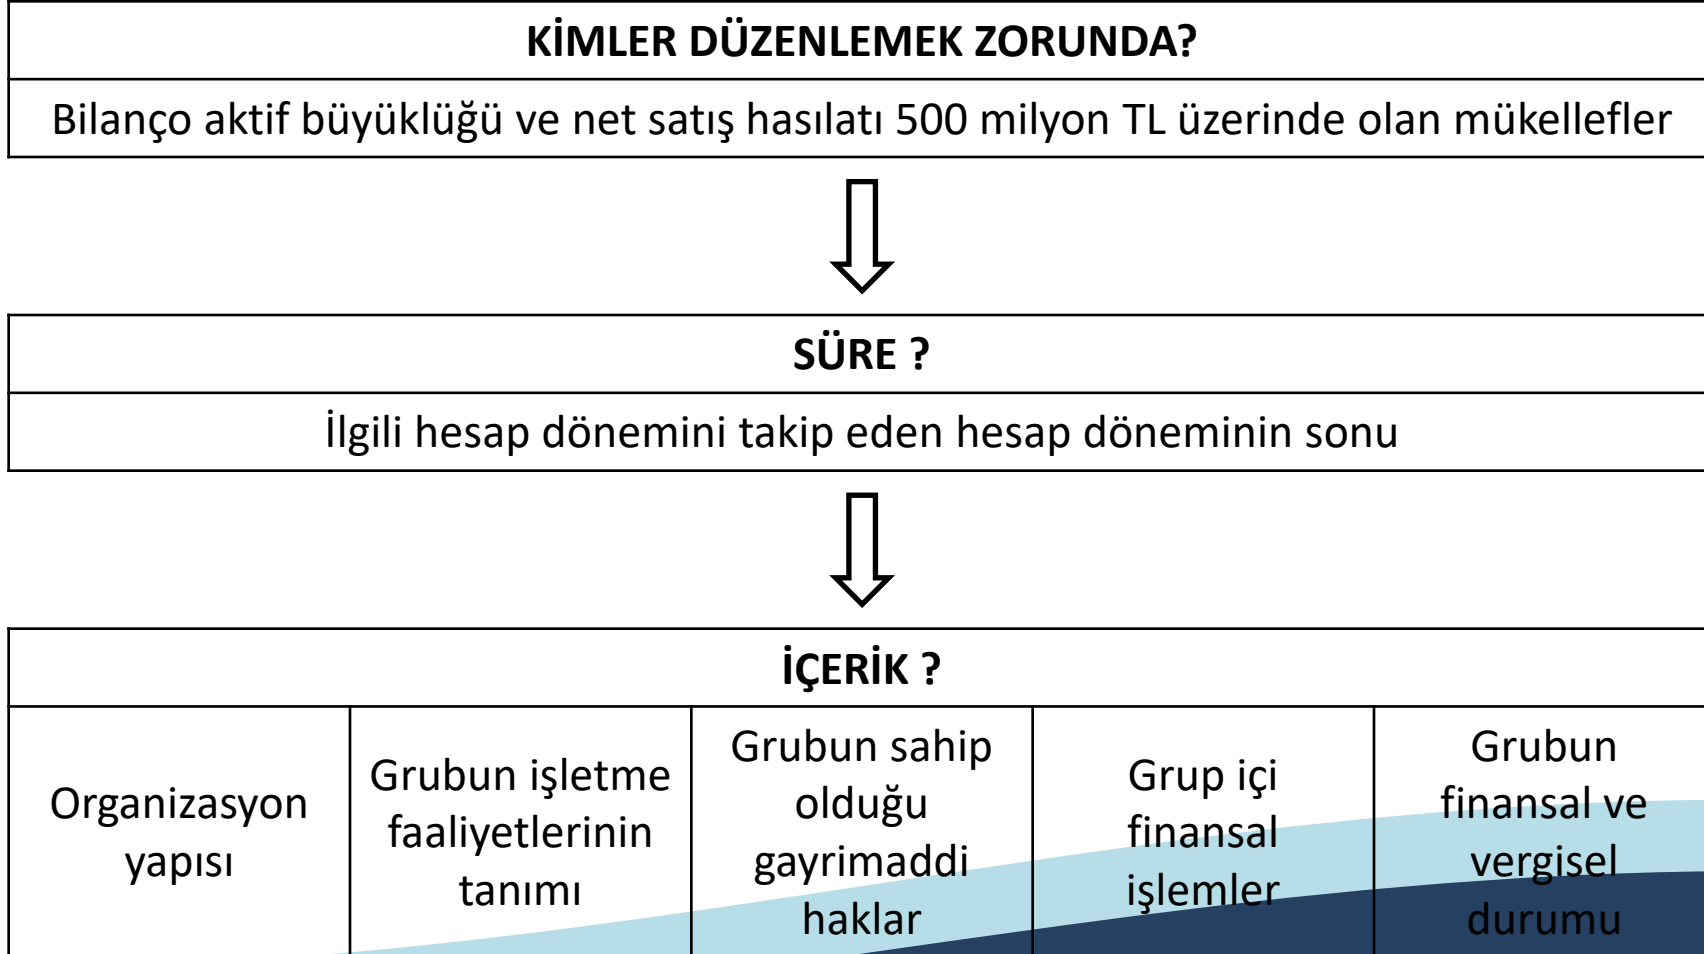 KİMLER DÜZENLEMEK ZORUNDA?
Bilanço aktif büyüklüğü ve net satış hasılatı 500 milyon TL üzerinde olan mükellefler
SÜRE ?
İlgili hesap dönemini takip eden hesap döneminin sonu
İÇERİK ?
Organizasyon
yapısı
Grubun işletme
faaliyetlerinin
tanımı
Grubun sahip
olduğu
gayrimaddi
haklar
Grup içi
finansal
işlemler
Grubun
finansal ve
vergisel
durumu